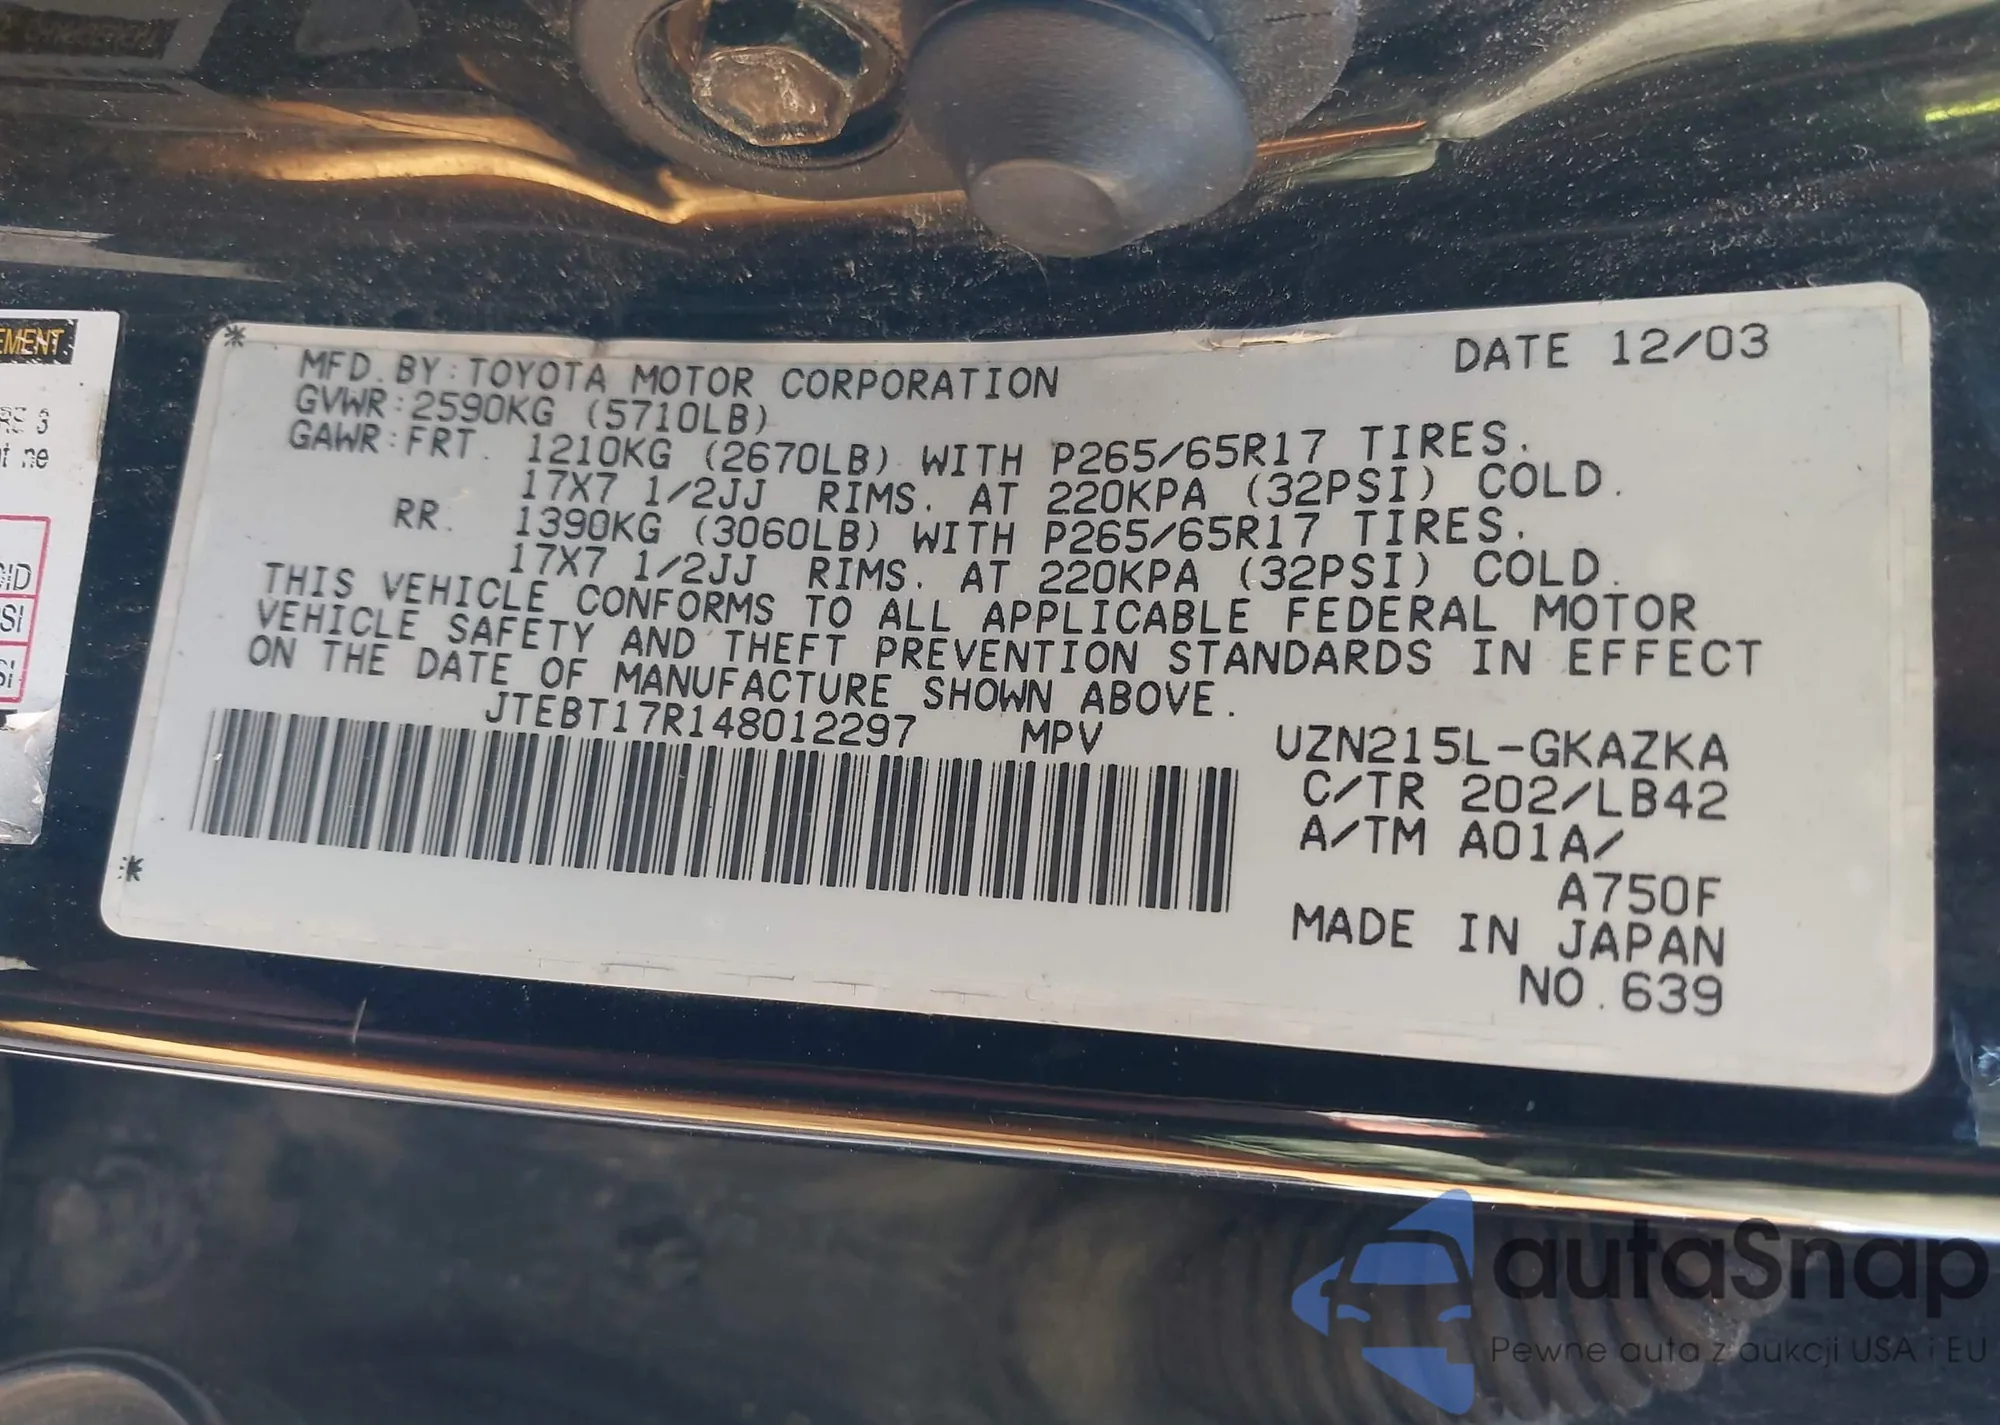 EMENT
MFD.BY:TOYOTA MOTOR CORPORATION
DATE 12/03
GVWR:2590KG (5710LB)
GAWR:FRT. 1210KG (2670LB) WITH P265/65R17 TIRES.
17X7 1/2JJ RIMS. AT 220KPA (32PSI) COLD.
RR. 1390KG (3060LB) WITH P265/65R17 TIRES.
17X7 1/2JJ RIMS. AT 220KPA (32PSI) COLD.
THIS VEHICLE CONFORMS TO ALL APPLICABLE FEDERAL MOTOR
VEHICLE SAFETY AND THEFT PREVENTION STANDARDS IN EFFECT
ON THE DATE OF MANUFACTURE SHOWN ABOVE.
JTEBT17R148012297 MPV UZN215L-GKAZKA
C/TR 202/LB42
A/TM A01A/
A750F
MADE IN JAPAN
NO.639
autaSnap
Pewne auta z aukcji USA i EU